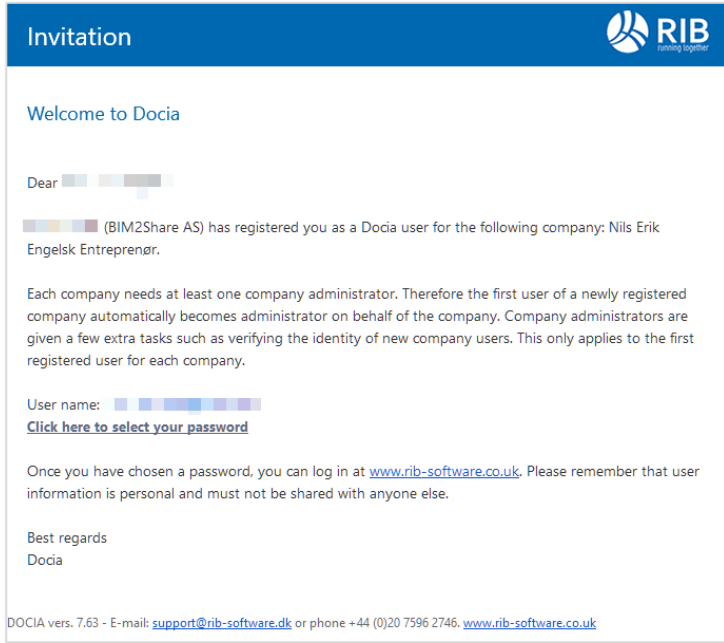 Invitation
RIB
running together
Welcome to Docia
Dear
(BIM2Share AS) has registered you as a Docia user for the following company: Nils Erik
Engelsk Entreprenør.
Each company needs at least one company administrator. Therefore the first user of a newly registered
company automatically becomes administrator on behalf of the company. Company administrators are
given a few extra tasks such as verifying the identity of new company users. This only applies to the first
registered user for each company.
User name:
Click here to select your password
Once you have chosen a password, you can log in at www.rib-software.co.uk. Please remember that user
information is personal and must not be shared with anyone else.
Best regards
Docia
DOCIA vers. 7.63 - E-mail: support@rib-software.dk or phone +44 (0)20 7596 2746. www.rib-software.co.uk